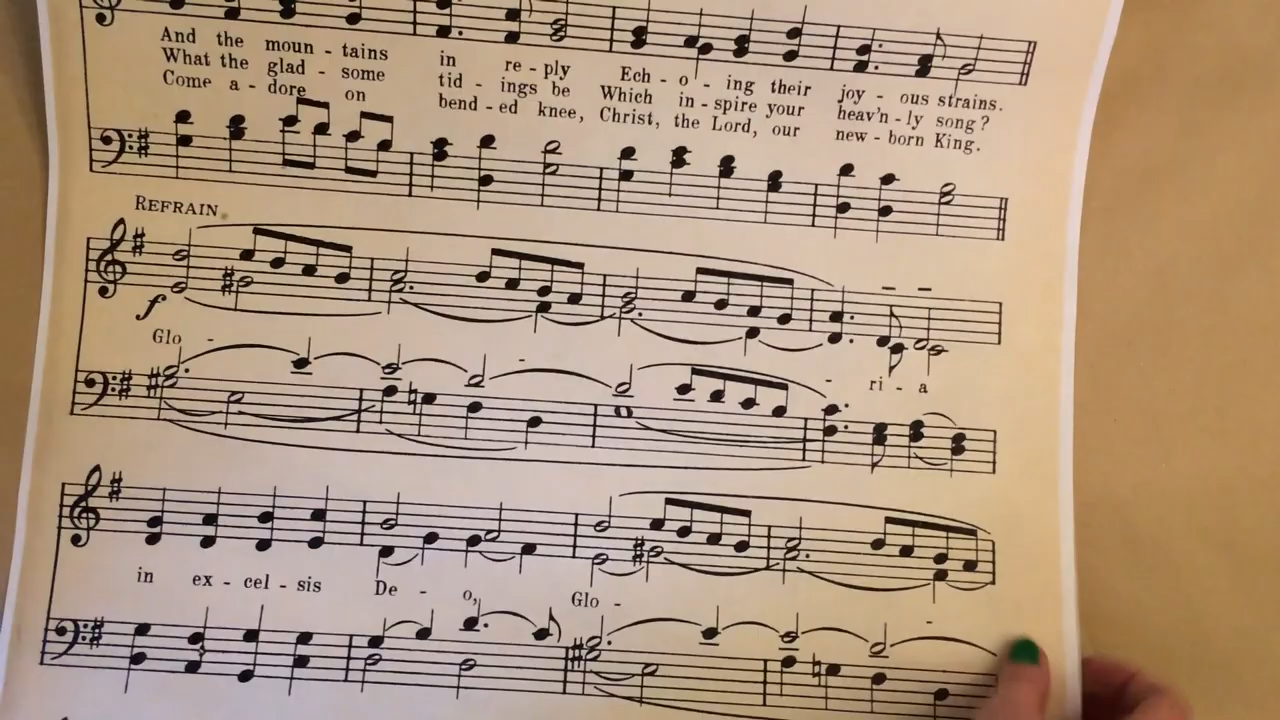 And the moun - tains in re - ply Ech - o - ing their joy - ous strains.
What the glad - some tid - ings be Which in - spire your heav'n - ly song?
Come a - dore on bend - ed knee, Christ, the Lord, our new - born King.
REFRAIN
f
Glo - - - ri - a
in ex - cel - sis De - o, Glo - -